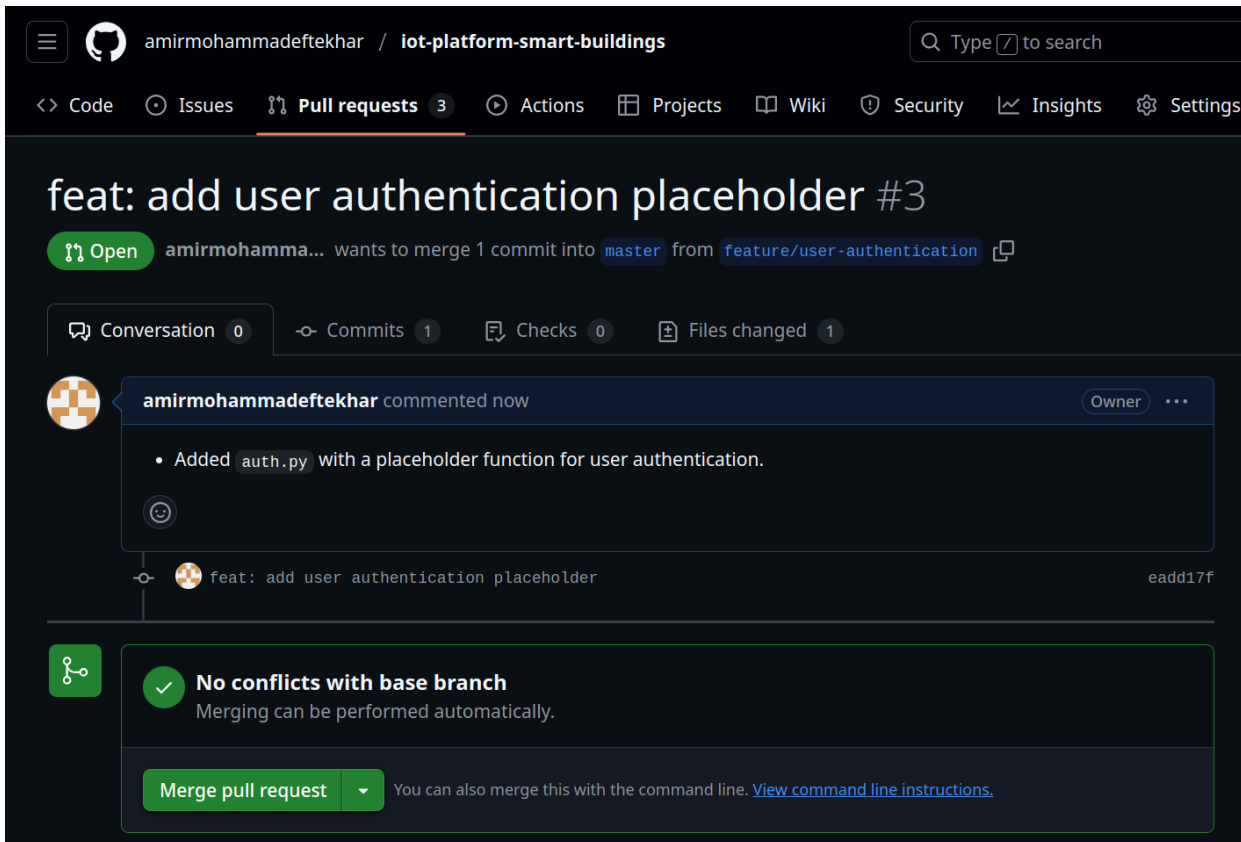 amirmohammadeftekhar / iot-platform-smart-buildings Type / to search
Code Issues Pull requests 3 Actions Projects Wiki Security Insights Settings
feat: add user authentication placeholder #3
Open amirmohamma... wants to merge 1 commit into master from feature/user-authentication
Conversation 0 Commits 1 Checks 0 Files changed 1
amirmohammadeftekhar commented now Owner ...
• Added auth.py with a placeholder function for user authentication.
feat: add user authentication placeholder eadd17f
No conflicts with base branch
Merging can be performed automatically.
Merge pull request You can also merge this with the command line. View command line instructions.